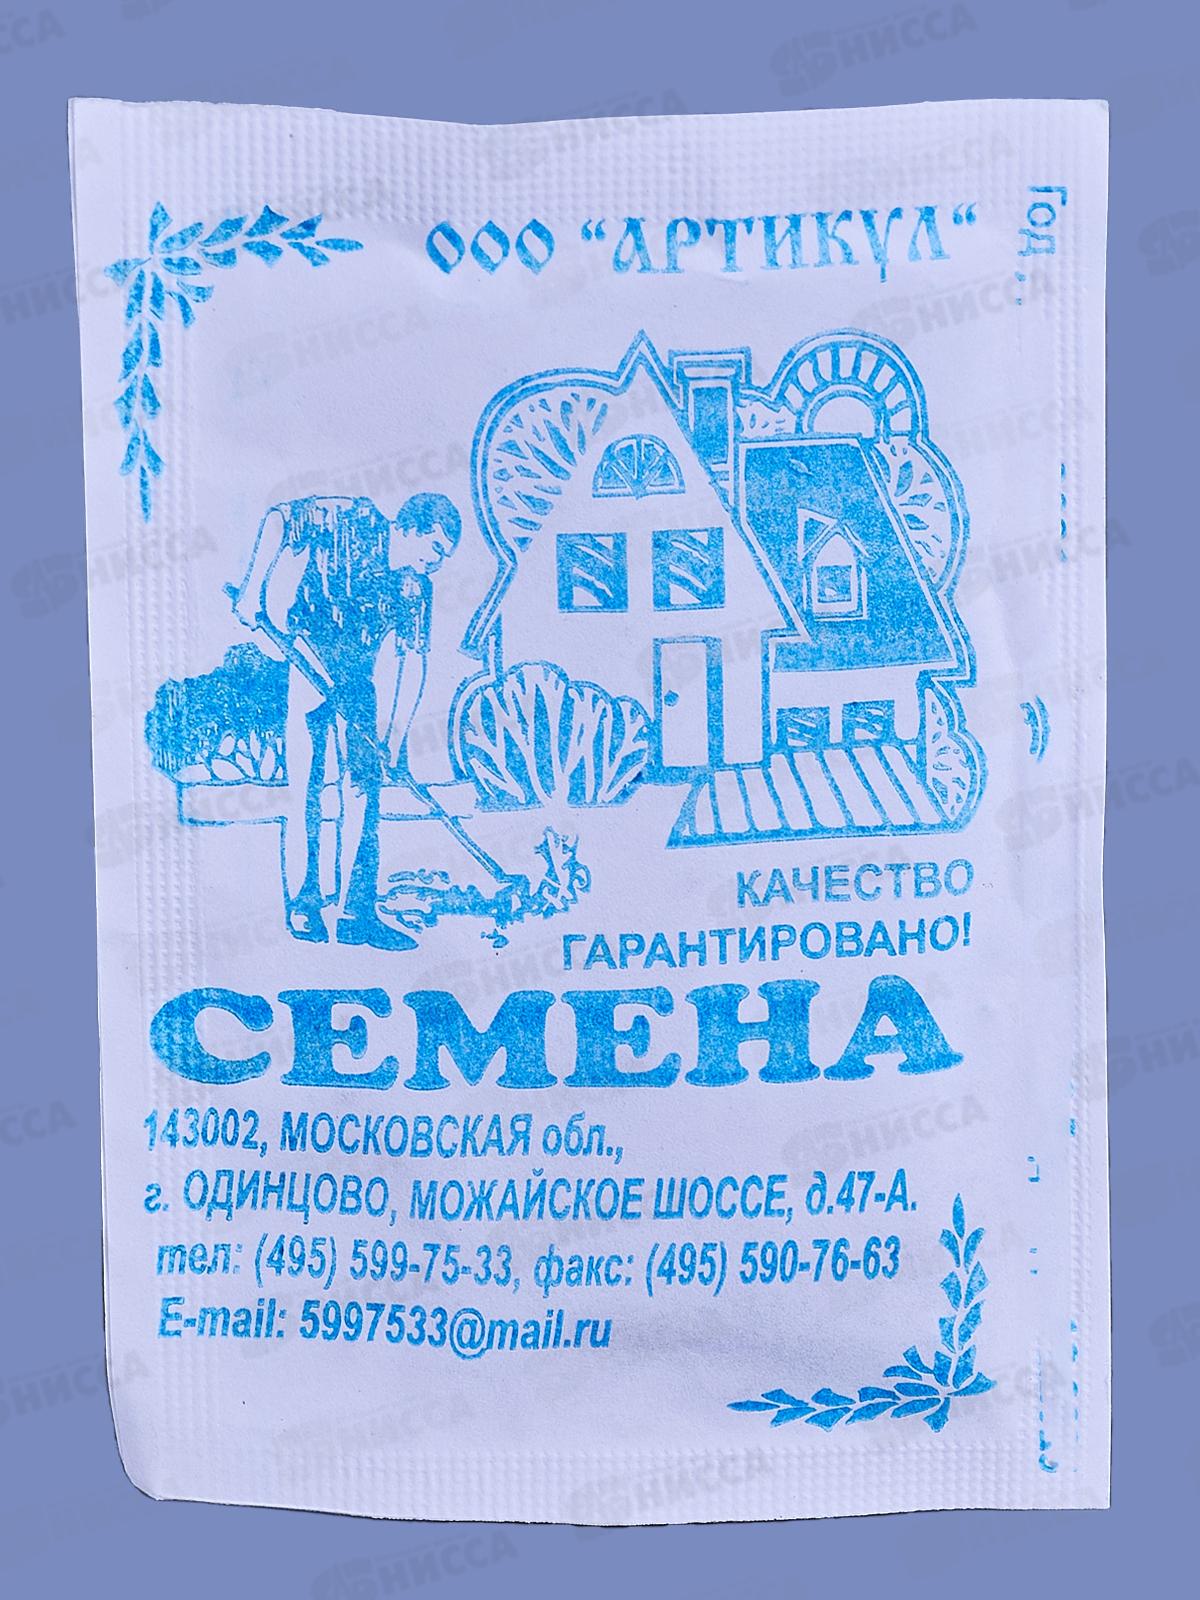 ООО "АРТИКУЛ"
Год
КАЧЕСТВО
ГАРАНТИРОВАНО!
СЕМЕНА
143002, МОСКОВСКАЯ обл.,
г. ОДИНЦОВО, МОЖАЙСКОЕ ШОССЕ, д.47-А.
тел: (495) 599-75-33, факс: (495) 590-76-63
E-mail: 5997533@mail.ru